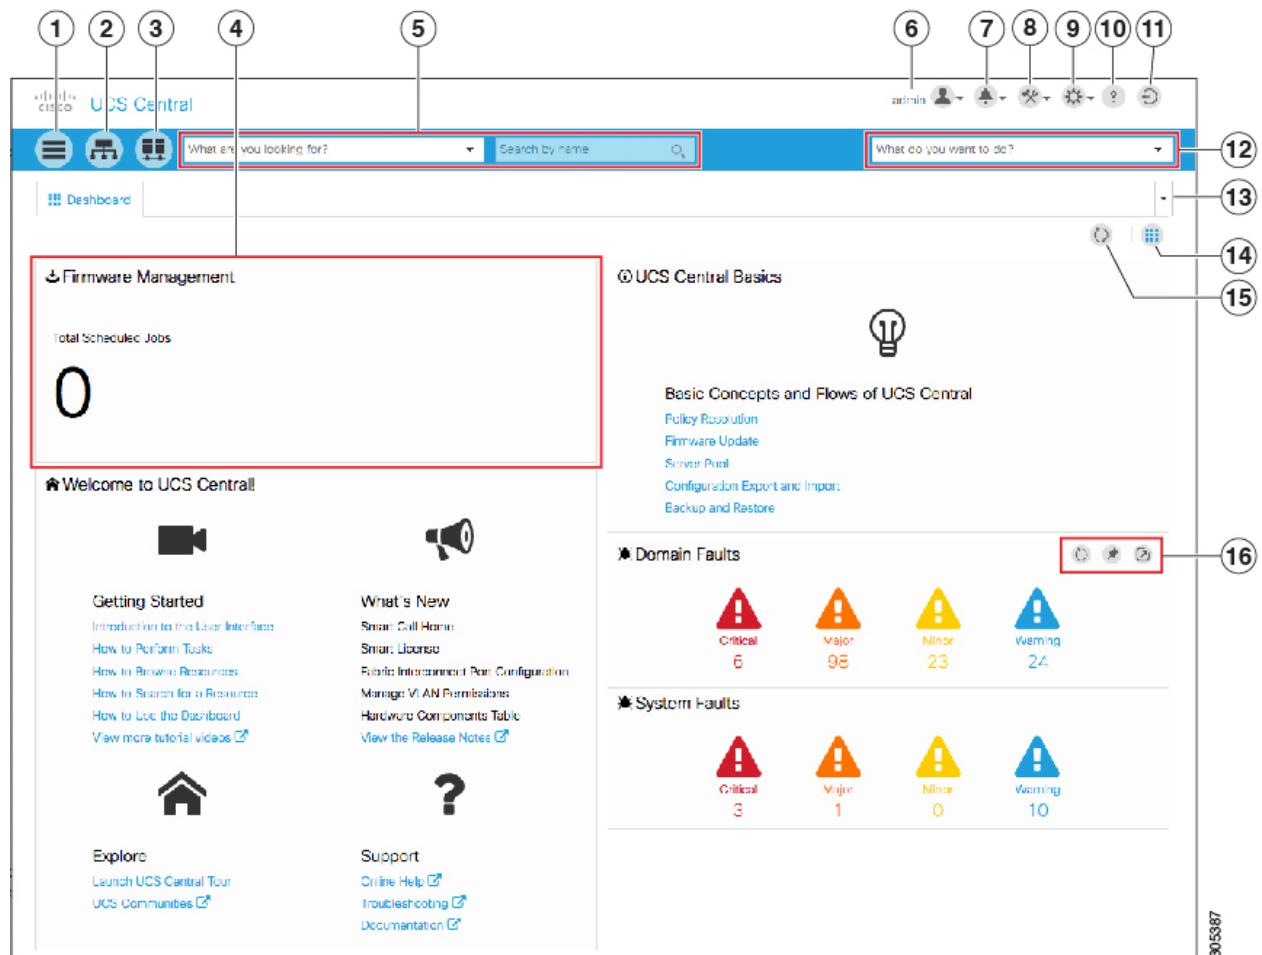 1 2 3 4 5 6 7 8 9 10 11
CISCO UCS Central
admin
?
What are you looking for?
Search by name
What do you want to do?
12
Dashboard
13
14
15
Firmware Management
Total Scheduled Jobs
0
UCS Central Basics
Basic Concepts and Flows of UCS Central
Policy Resolution
Firmware Update
Server Pool
Configuration Export and Import
Backup and Restore
Welcome to UCS Central!
Getting Started
Introduction to the User Interface
How to Perform Tasks
How to Browse Resources
How to Search for a Resource
How to Use the Dashboard
View more tutorial videos
What's New
Smart Call Home
Smart License
Fabric Interconnect Port Configuration
Manage VLAN Permissions
Hardware Components Table
View the Release Notes
Explore
Launch UCS Central Tour
UCS Communities
?
Support
Online Help
Troubleshooting
Documentation
Domain Faults
16
Critical Major Minor Warning
6 98 23 24
System Faults
Critical Major Minor Warning
3 1 0 10
305387